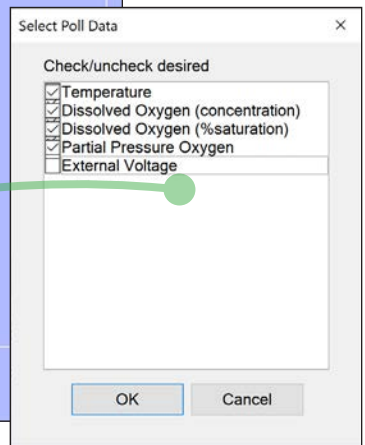 Select Poll Data
Check/uncheck desired
Temperature
Dissolved Oxygen (concentration)
Dissolved Oxygen (%saturation)
Partial Pressure Oxygen
External Voltage
OK Cancel